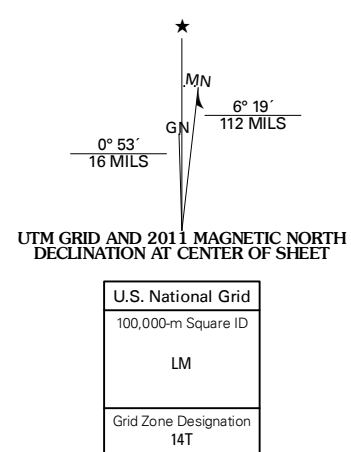 MN
GN
6° 19´
112 MILS
0° 53´
16 MILS
UTM GRID AND 2011 MAGNETIC NORTH
DECLINATION AT CENTER OF SHEET
U.S. National Grid
100,000-m Square ID
LM
Grid Zone Designation
14T